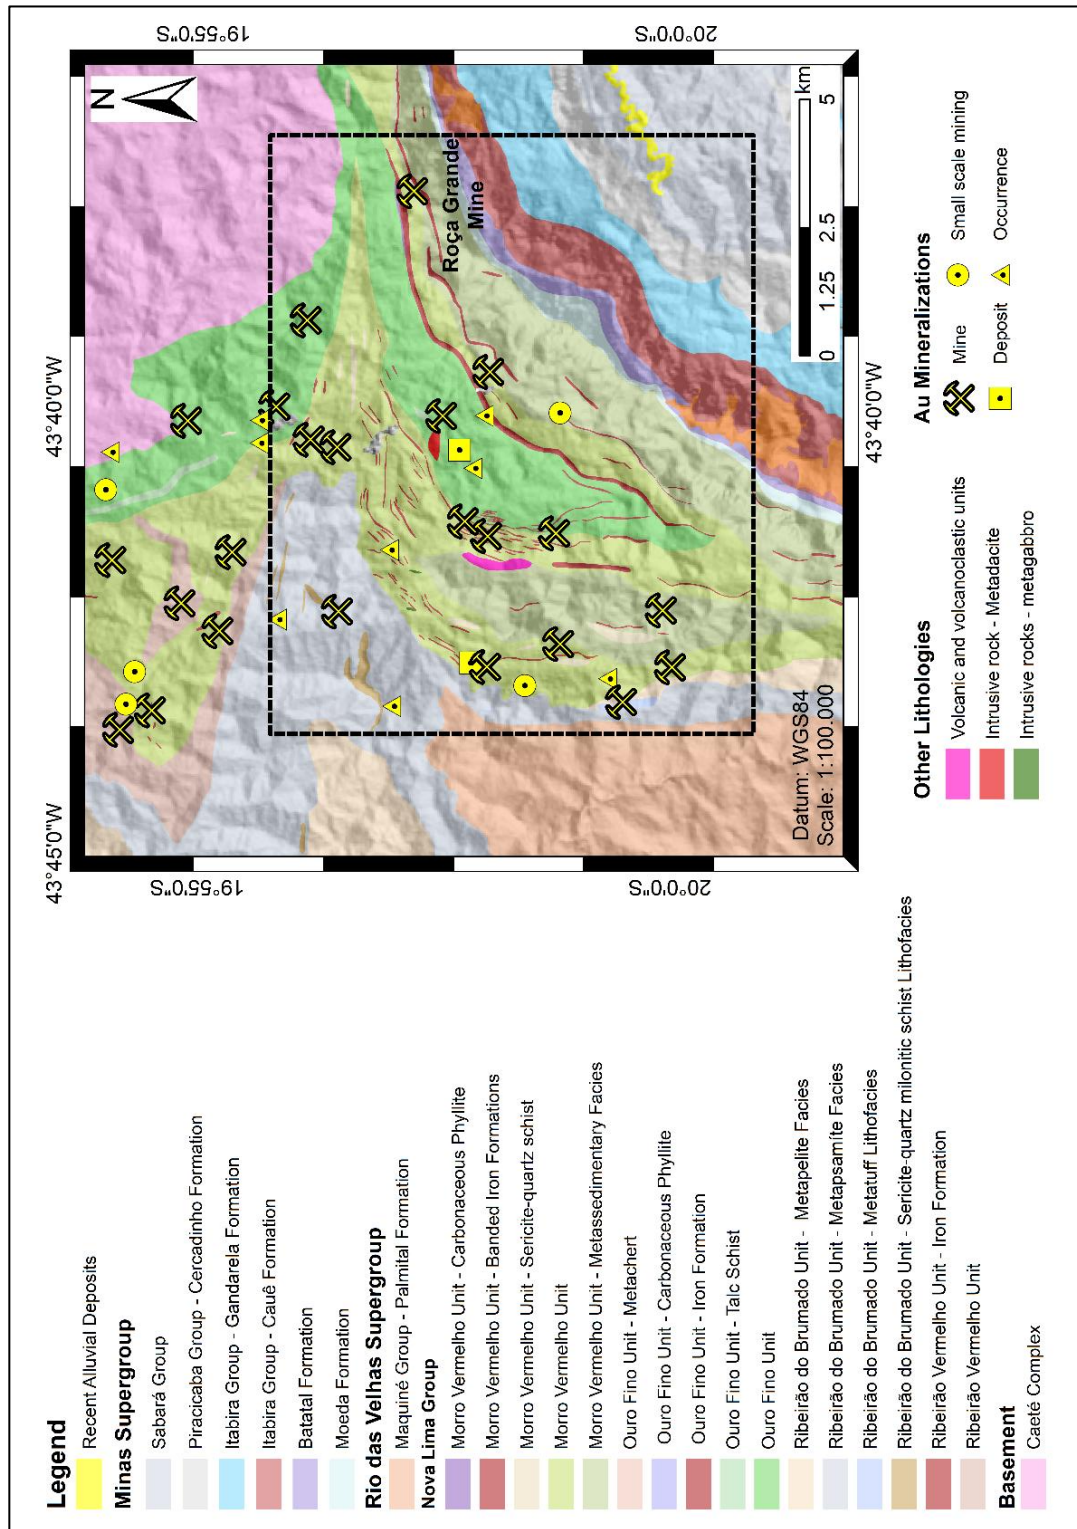 43°45'0"W
43°40'0"W
19°55'0"S
19°55'0"S
N
Roça Grande
Mine
20°0'0"S
20°0'0"S
Datum: WGS84
Scale: 1:100.000
0
1.25
2.5
5
km
43°40'0"W
Legend
Recent Alluvial Deposits
Minas Supergroup
Sabará Group
Piracicaba Group - Cercadinho Formation
Itabira Group - Gandarela Formation
Itabira Group - Cauê Formation
Batatal Formation
Moeda Formation
Rio das Velhas Supergroup
Maquiné Group - Palmital Formation
Nova Lima Group
Morro Vermelho Unit - Carbonaceous Phyllite
Morro Vermelho Unit - Banded Iron Formations
Morro Vermelho Unit - Sericite-quartz schist
Morro Vermelho Unit
Morro Vermelho Unit - Metassedimentary Facies
Ouro Fino Unit - Metachert
Ouro Fino Unit - Carbonaceous Phyllite
Ouro Fino Unit - Iron Formation
Ouro Fino Unit - Talc Schist
Ouro Fino Unit
Ribeirão do Brumado Unit - Metapelite Facies
Ribeirão do Brumado Unit - Metapsamíte Facies
Ribeirão do Brumado Unit - Metatuff Lithofacies
Ribeirão do Brumado Unit - Sericite-quartz milonitic schist Lithofacies
Ribeirão Vermelho Unit - Iron Formation
Ribeirão Vermelho Unit
Basement
Caeté Complex
Other Lithologies
Volcanic and volcanoclastic units
Intrusive rock - Metadacite
Intrusive rocks - metagabbro
Au Mineralizations
Mine
Small scale mining
Deposit
Occurrence